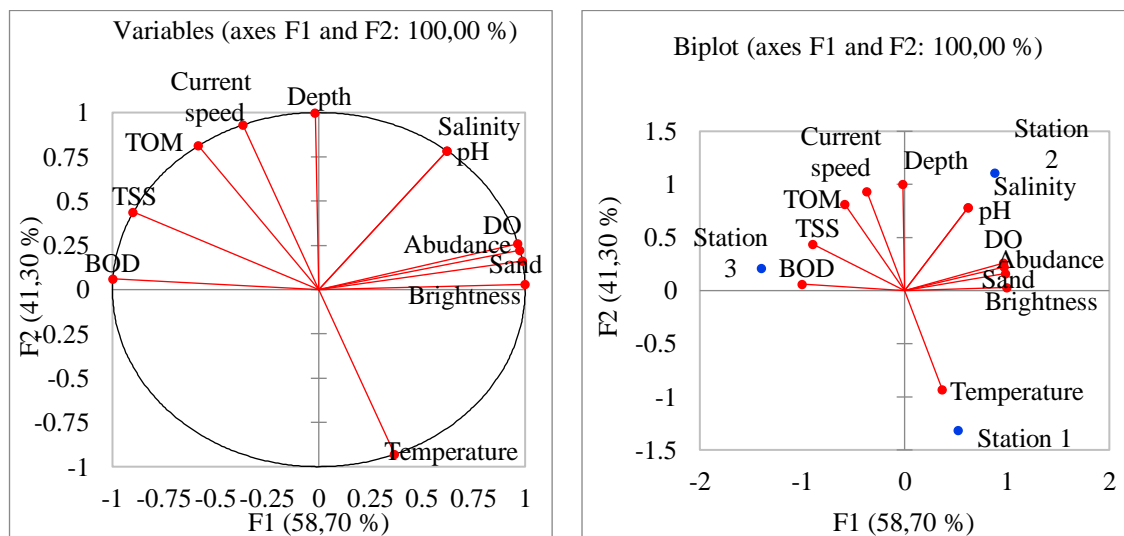 Variables (axes F1 and F2: 100,00 %)
Current
speed
Depth
Salinity
pH
TOM
TSS
DO
Abudance
Sand
BOD
Brightness
Temperature
1
0.75
0.5
0.25
0
-0.25
-0.5
-0.75
-1
-1
-0.75
-0.5
-0.25
0
0.25
0.5
0.75
1
F2 (41,30 %)
F1 (58,70 %)
Biplot (axes F1 and F2: 100,00 %)
Station
2
Current
speed
Depth
Salinity
pH
TOM
TSS
Station
3
DO
Abudance
BOD
Sand
Brightness
Temperature
Station 1
1.5
1
0.5
0
-0.5
-1
-1.5
-2
-1
0
1
2
F2 (41,30 %)
F1 (58,70 %)